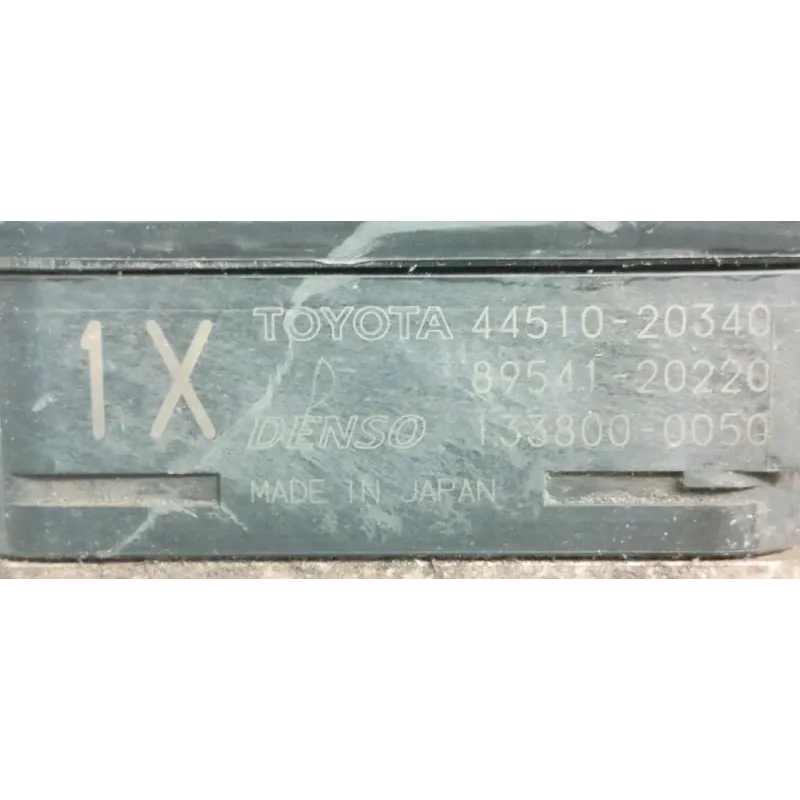 1X
TOYOTA 44510-20340
89541-20220
DENSO 133800-0050
MADE IN JAPAN